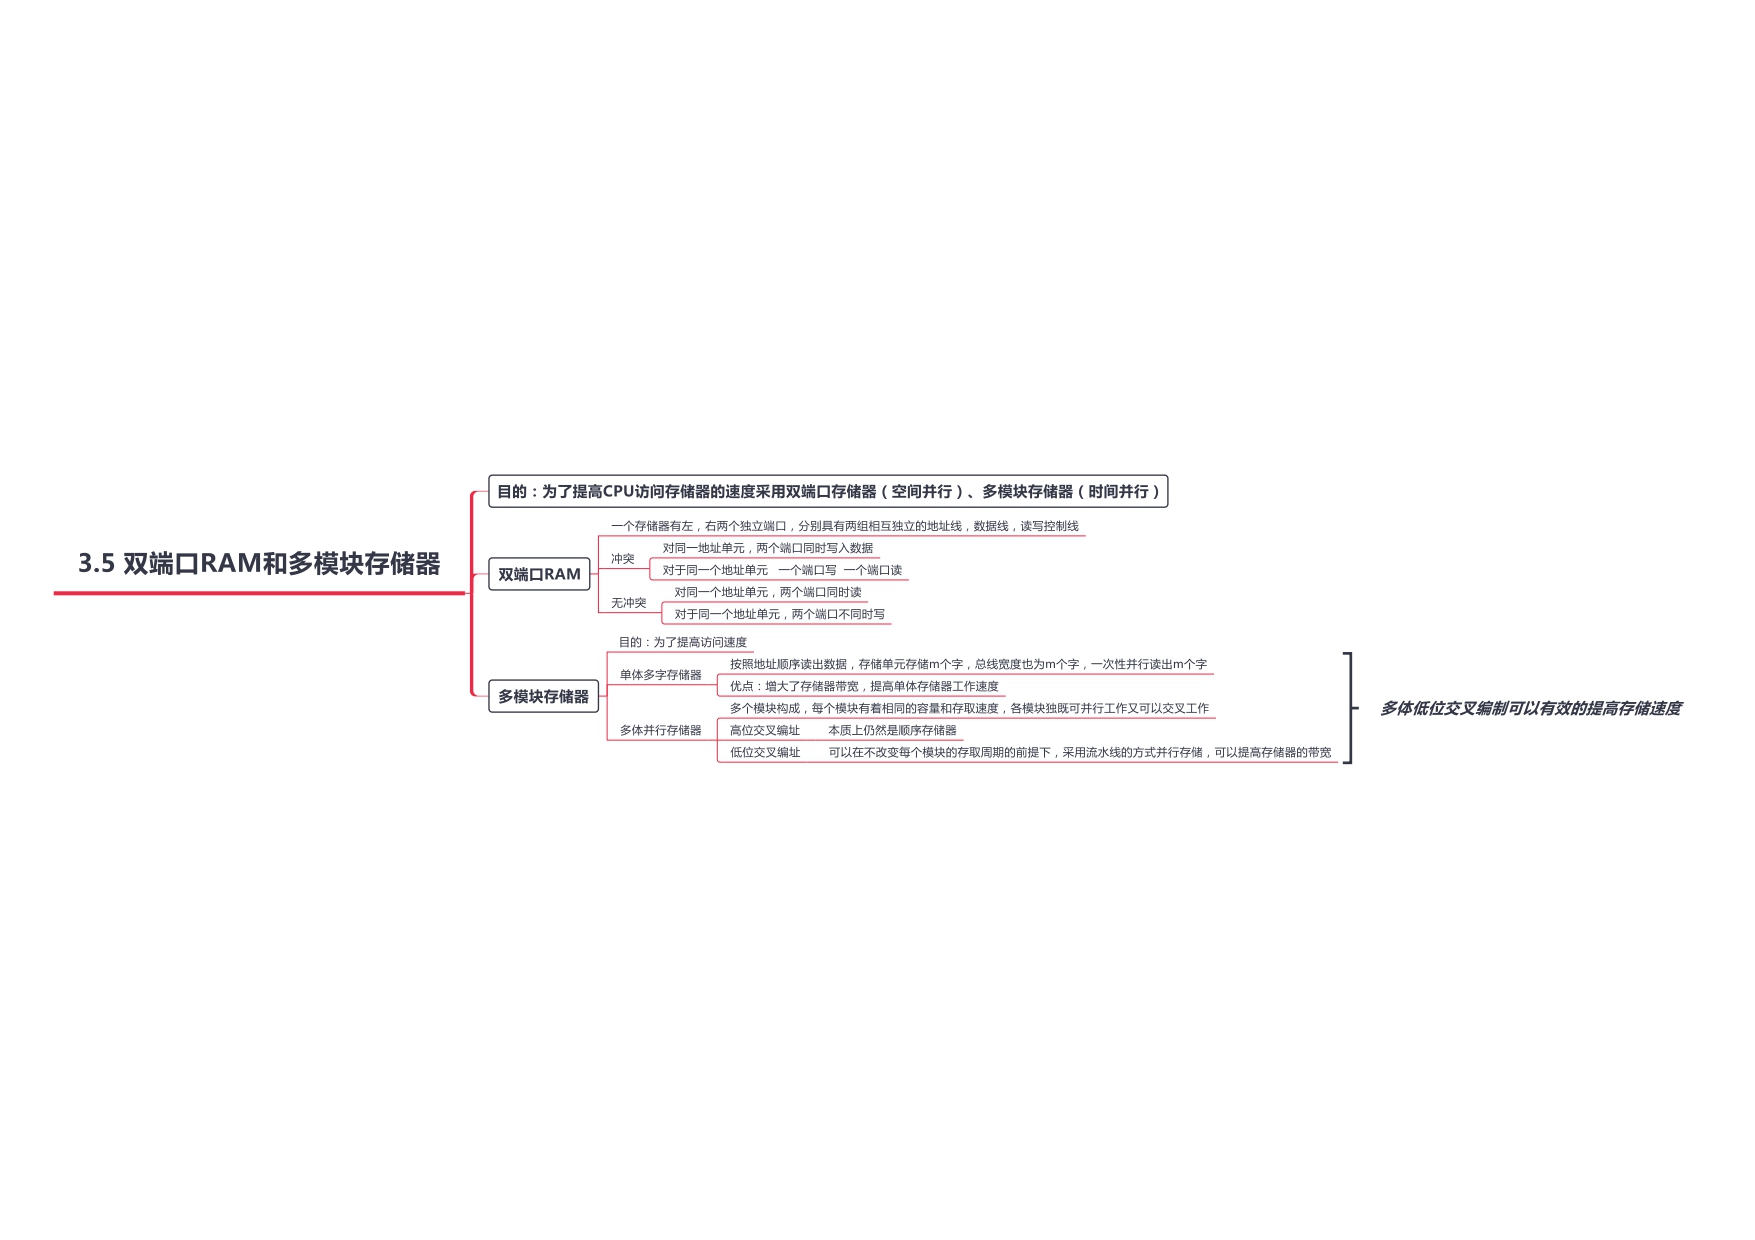 3.5 双端口RAM和多模块存储器
目的：为了提高CPU访问存储器的速度采用双端口存储器（空间并行）、多模块存储器（时间并行）
双端口RAM
一个存储器有左，右两个独立端口，分别具有两组相互独立的地址线，数据线，读写控制线
冲突
对同一地址单元，两个端口同时写入数据
对于同一个地址单元 一个端口写 一个端口读
无冲突
对同一个地址单元，两个端口同时读
对于同一个地址单元，两个端口不同时写
多模块存储器
目的：为了提高访问速度
单体多字存储器
按照地址顺序读出数据，存储单元存储m个字，总线宽度也为m个字，一次性并行读出m个字
优点：增大了存储器带宽，提高单体存储器工作速度
多体并行存储器
多个模块构成，每个模块有着相同的容量和存取速度，各模块独既可并行工作又可以交叉工作
高位交叉编址 本质上仍然是顺序存储器
低位交叉编址 可以在不改变每个模块的存取周期的前提下，采用流水线的方式并行存储，可以提高存储器的带宽
多体低位交叉编制可以有效的提高存储速度